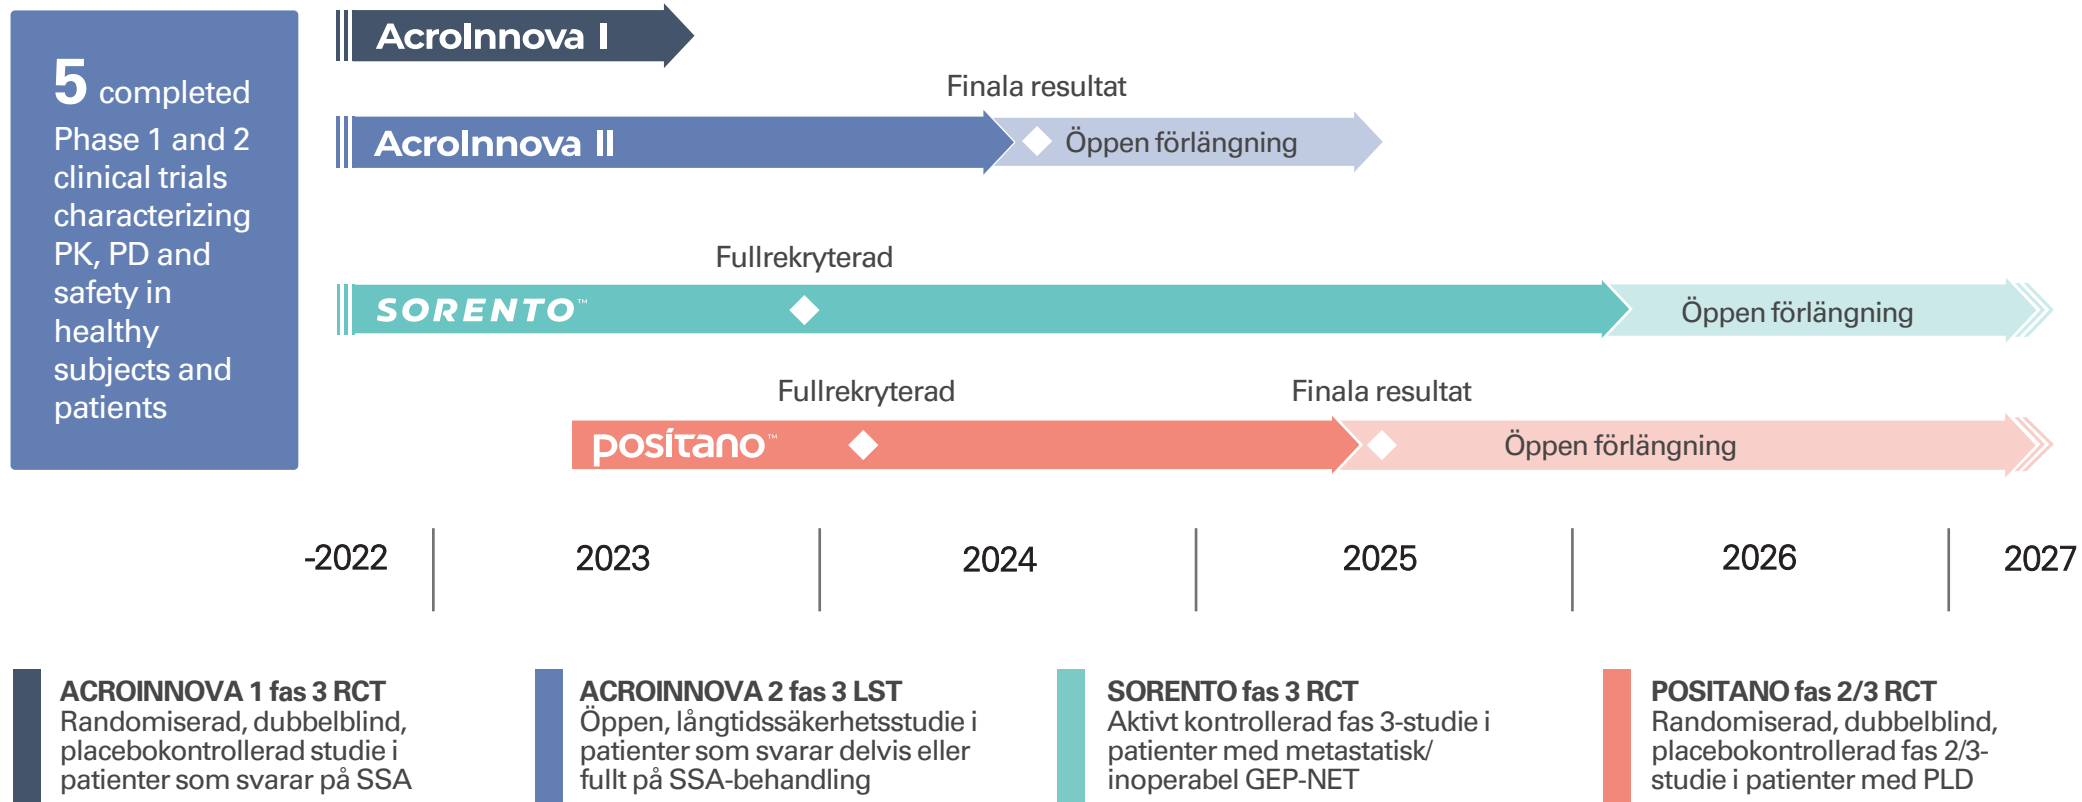 5 completed
Phase 1 and 2
clinical trials
characterizing
PK, PD and
safety in
healthy
subjects and
patients
AcroInnova I
Finala resultat
AcroInnova II
Öppen förlängning
Fullrekryterad
SORENTO™
Öppen förlängning
Fullrekryterad
Finala resultat
positano™
Öppen förlängning
-2022
2023
2024
2025
2026
2027
ACROINNOVA 1 fas 3 RCT
Randomiserad, dubbelblind,
placebokontrollerad studie i
patienter som svarar på SSA
ACROINNOVA 2 fas 3 LST
Öppen, långtidssäkerhetsstudie i
patienter som svarar delvis eller
fullt på SSA-behandling
SORENTO fas 3 RCT
Aktivt kontrollerad fas 3-studie i
patienter med metastatisk/
inoperabel GEP-NET
POSITANO fas 2/3 RCT
Randomiserad, dubbelblind,
placebokontrollerad fas 2/3-
studie i patienter med PLD